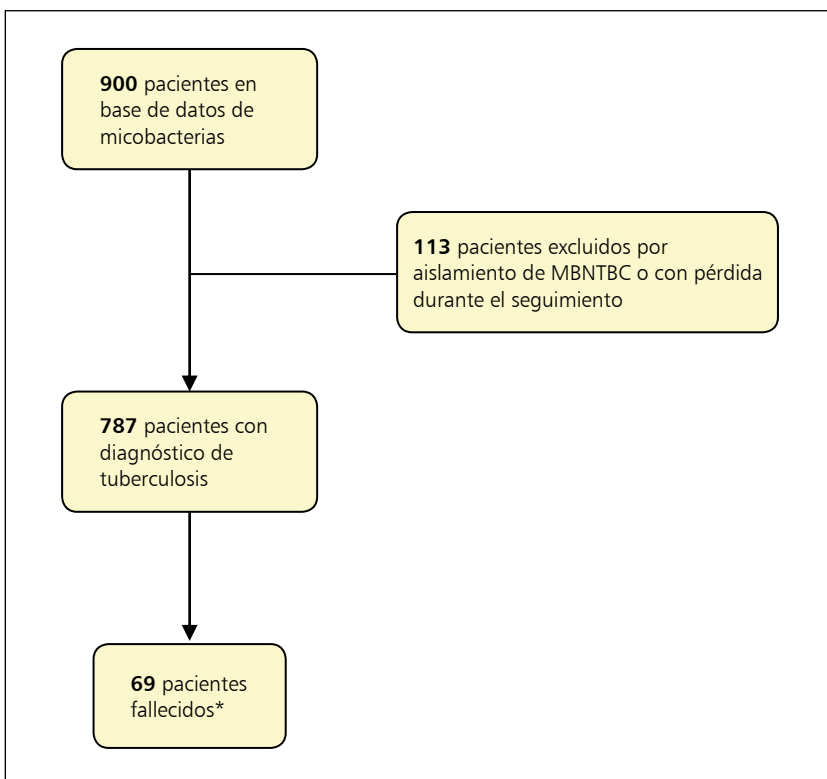 900 pacientes en
base de datos de
micobacterias
113 pacientes excluidos por
aislamiento de MBNTBC o con pérdida
durante el seguimiento
787 pacientes con
diagnóstico de
tuberculosis
69 pacientes
fallecidos*